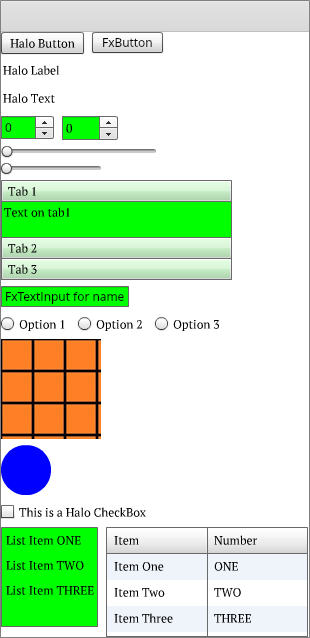 Halo Button FxButton
Halo Label
Halo Text
0 0
Tab 1
Text on tab1
Tab 2
Tab 3
FxTextInput for name
Option 1 Option 2 Option 3
This is a Halo CheckBox
List Item ONE
List Item TWO
List Item THREE
Item Number
Item One ONE
Item Two TWO
Item Three THREE